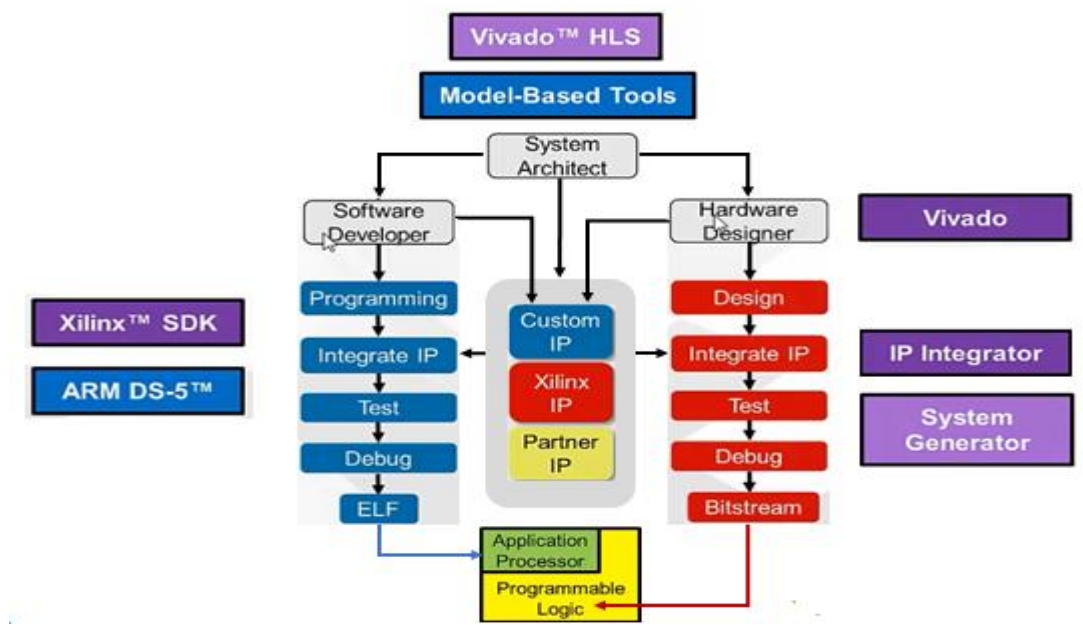 Vivado™ HLS
Model-Based Tools
System
Architect
Software
Developer
Hardware
Designer
Vivado
Programming
Design
Xilinx™ SDK
Custom
IP
Integrate IP
Integrate IP
IP Integrator
ARM DS-5™
Xilinx
IP
Test
Test
System
Generator
Partner
IP
Debug
Debug
ELF
Bitstream
Application
Processor
Programmable
Logic